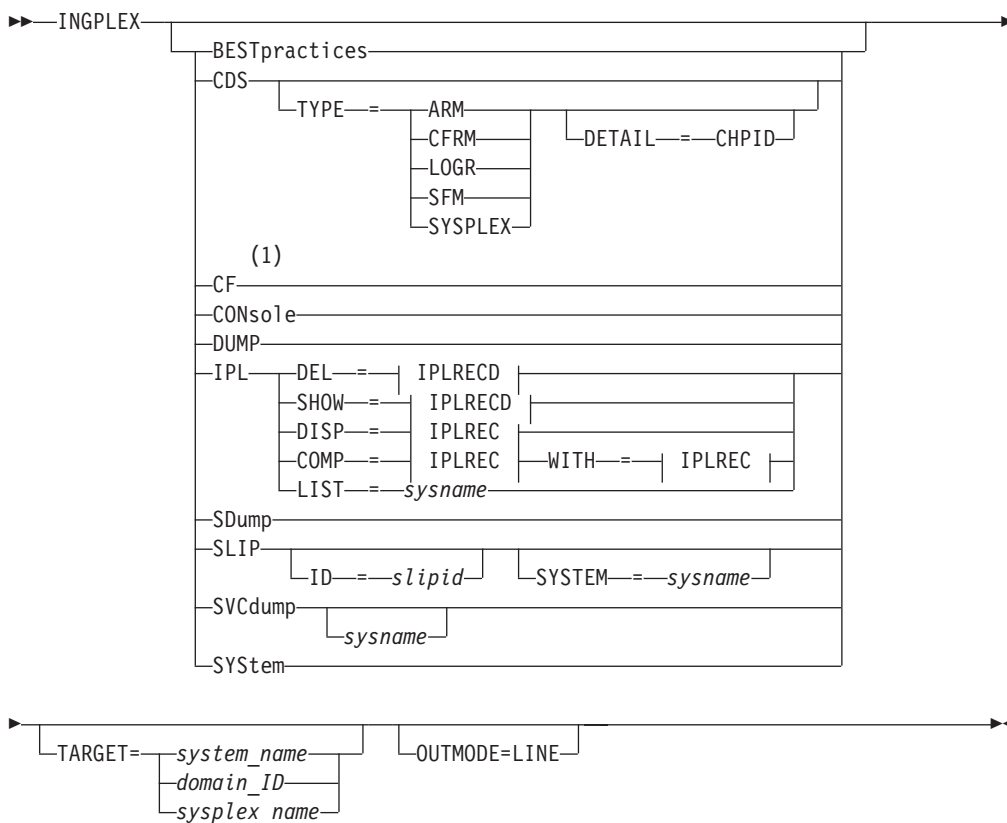 INGPLEX
BESTpractices
CDS
TYPE = ARM
CFRM
DETAIL = CHPID
LOGR
SFM
SYSPLEX
(1)
CF
CONsole
DUMP
IPL DEL = IPLRECD
SHOW = IPLRECD
DISP = IPLREC
COMP = IPLREC WITH = IPLREC
LIST = sysname
SDump
SLIP
ID = slipid SYSTEM = sysname
SVCdump
sysname
SYStem
TARGET= system_name OUTMODE=LINE
domain_ID
sysplex name